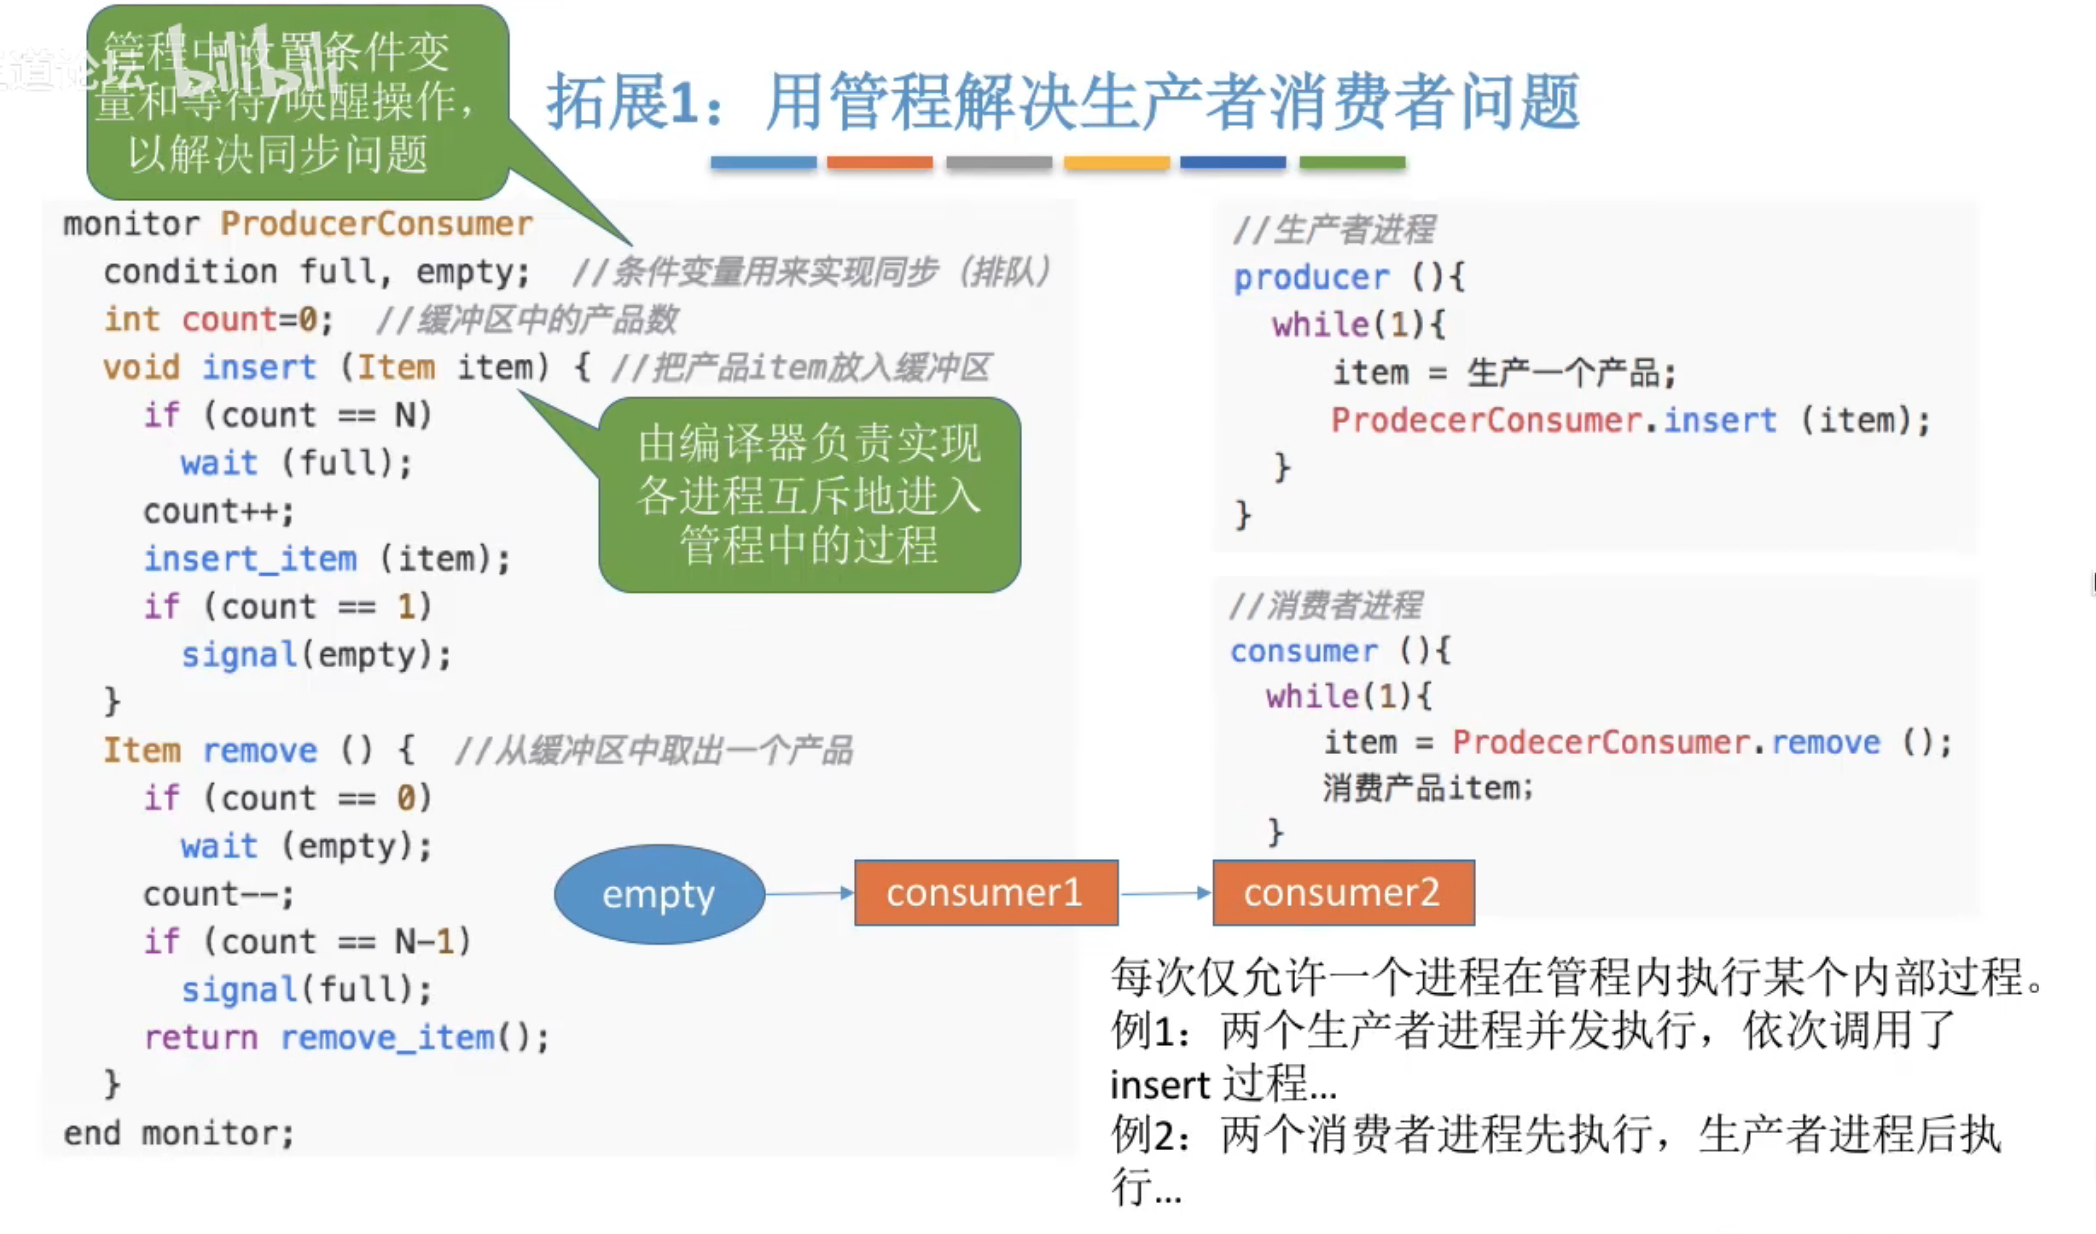 管程中设置条件变
量和等待/唤醒操作，
以解决同步问题
bilibili
拓展1：用管程解决生产者消费者问题
monitor ProducerConsumer
condition full, empty; //条件变量用来实现同步（排队）
int count=0; //缓冲区中的产品数
void insert (Item item) { //把产品item放入缓冲区
if (count == N)
wait (full);
count++;
insert_item (item);
if (count == 1)
signal(empty);
}
Item remove () { //从缓冲区中取出一个产品
if (count == 0)
wait (empty);
count--;
if (count == N-1)
signal(full);
return remove_item();
}
end monitor;
由编译器负责实现
各进程互斥地进入
管程中的过程
//生产者进程
producer (){
while(1){
item = 生产一个产品;
ProdecerConsumer.insert (item);
}
}
//消费者进程
consumer (){
while(1){
item = ProdecerConsumer.remove ();
消费产品item;
}
empty
consumer1
consumer2
每次仅允许一个进程在管程内执行某个内部过程。
例1：两个生产者进程并发执行，依次调用了
insert 过程...
例2：两个消费者进程先执行，生产者进程后执
行...